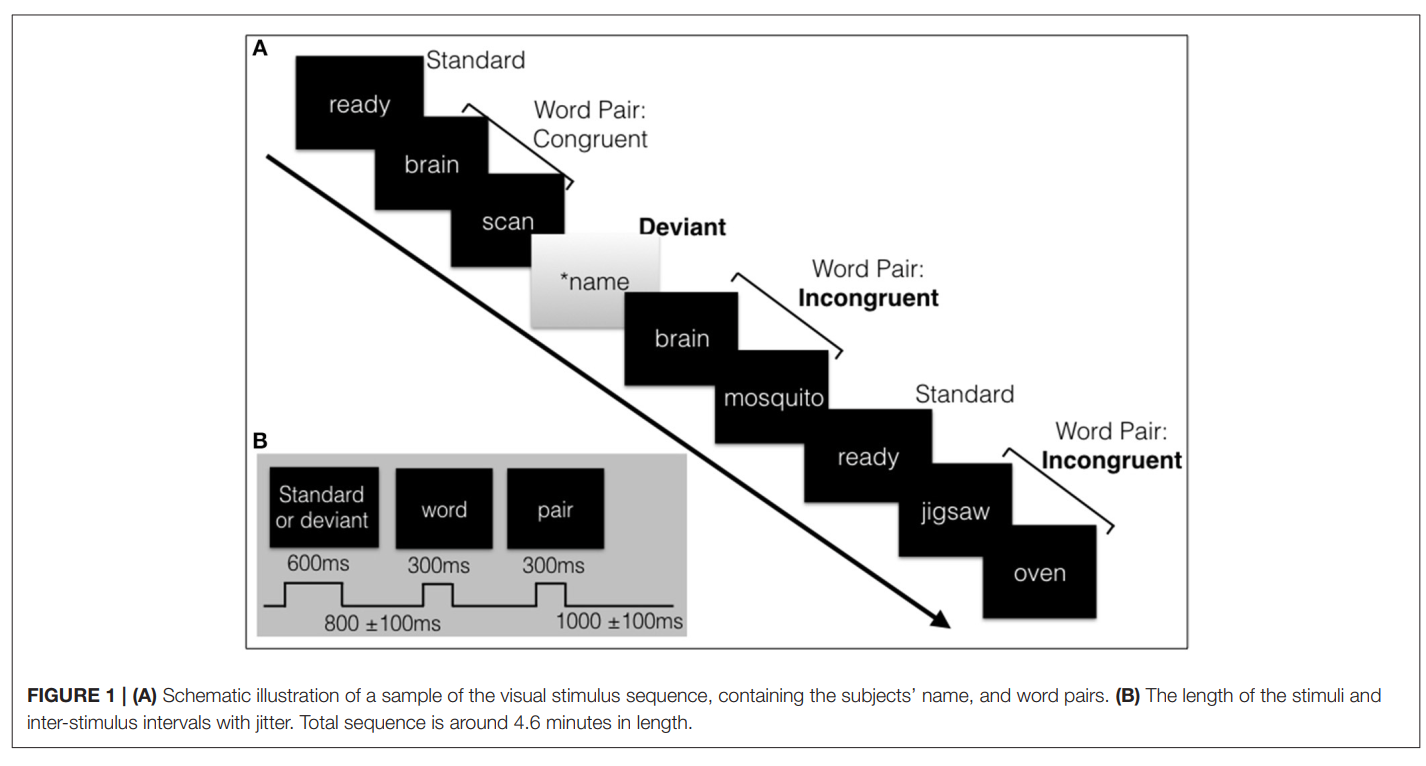 A
Standard
ready
Word Pair:
Congruent
brain
scan
Deviant
*name
Word Pair:
Incongruent
brain
mosquito
Standard
ready
Word Pair:
Incongruent
jigsaw
oven
B
Standard
or deviant
word
pair
600ms
300ms
300ms
800 ±100ms
1000 ±100ms
FIGURE 1 | (A) Schematic illustration of a sample of the visual stimulus sequence, containing the subjects’ name, and word pairs. (B) The length of the stimuli and
inter-stimulus intervals with jitter. Total sequence is around 4.6 minutes in length.